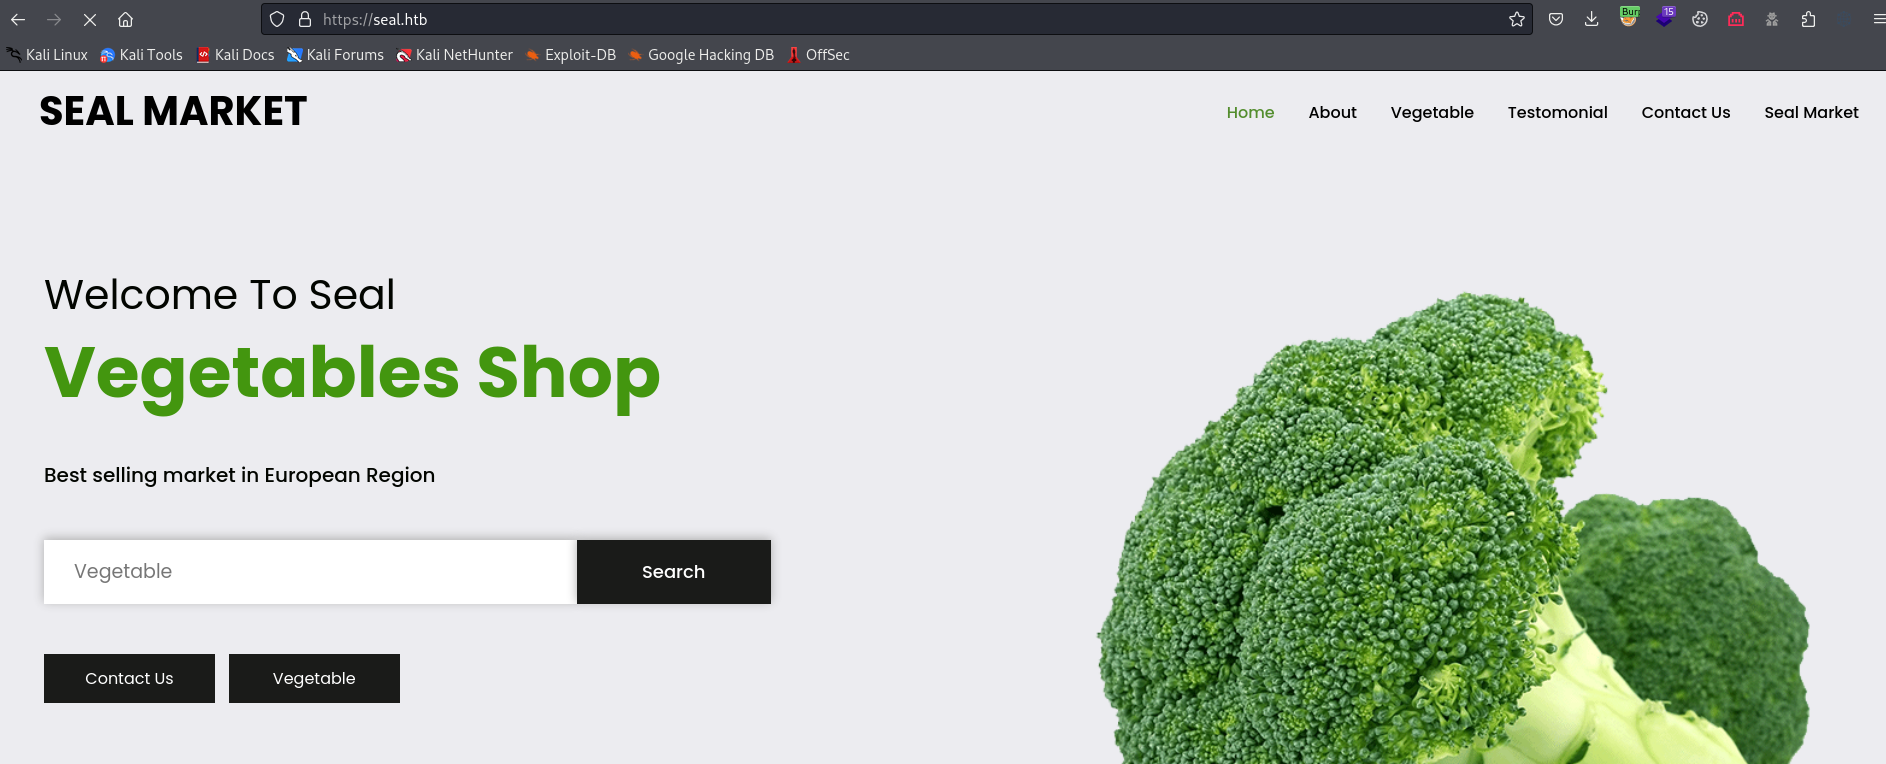 https://seal.htb
Burp
15
Kali Linux Kali Tools Kali Docs Kali Forums Kali NetHunter Exploit-DB Google Hacking DB OffSec
SEAL MARKET
Home About Vegetable Testomonial Contact Us Seal Market
Welcome To Seal
Vegetables Shop
Best selling market in European Region
Vegetable Search
Contact Us Vegetable